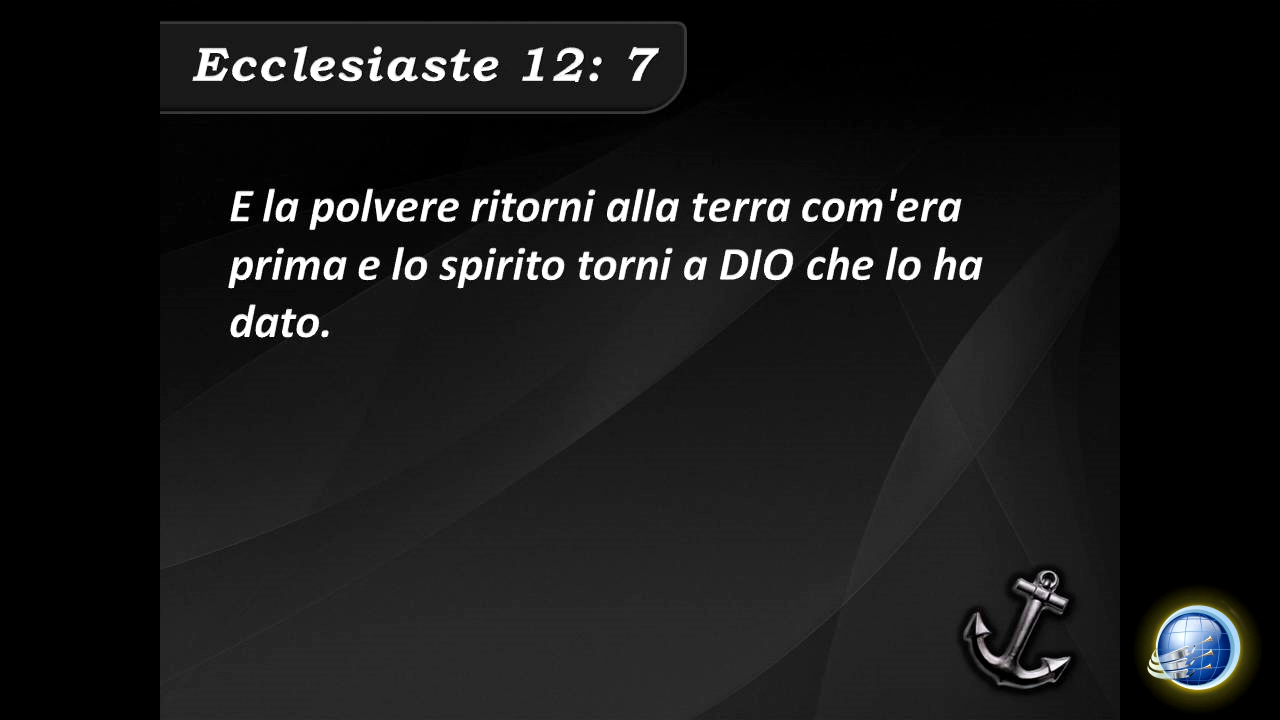 Ecclesiaste 12: 7
E la polvere ritorni alla terra com'era
prima e lo spirito torni a DIO che lo ha
dato.